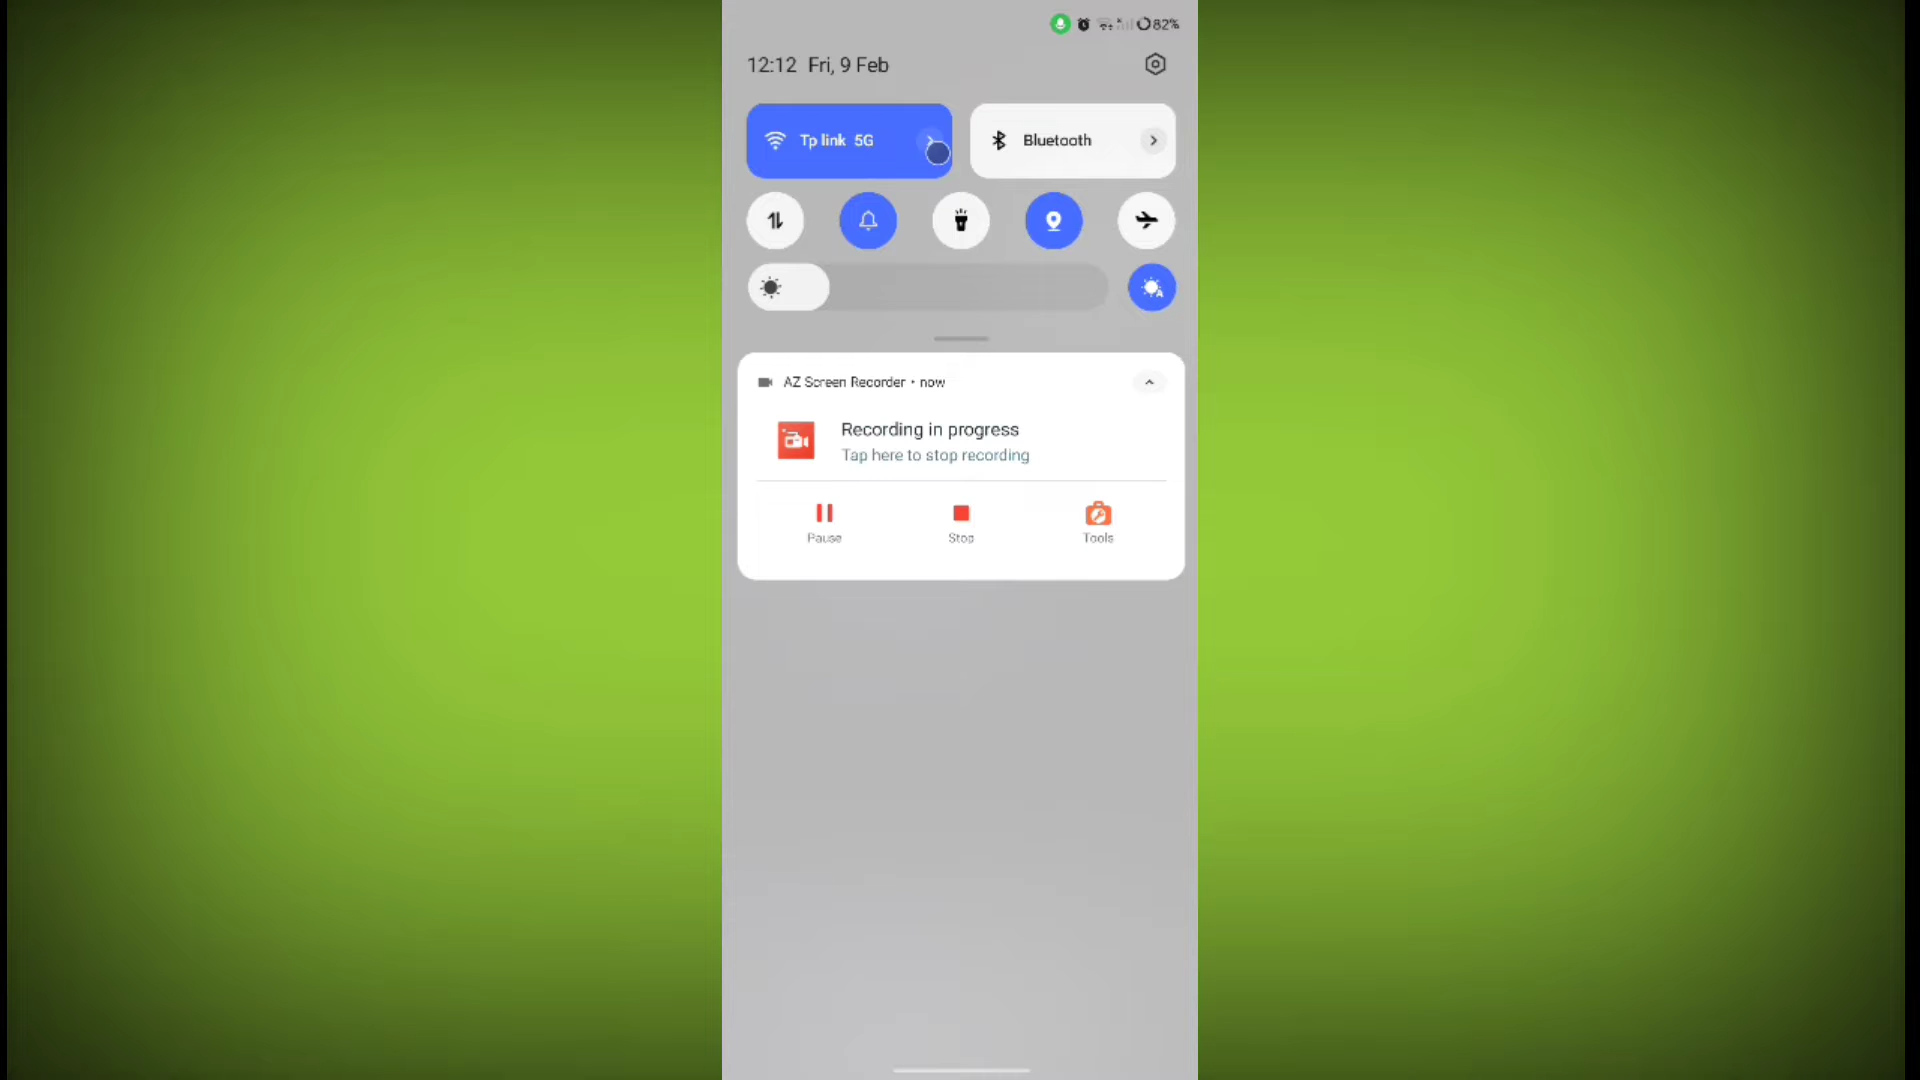 82%
12:12 Fri, 9 Feb
Tp link 5G
Bluetooth
A
AZ Screen Recorder • now
Recording in progress
Tap here to stop recording
Pause
Stop
Tools